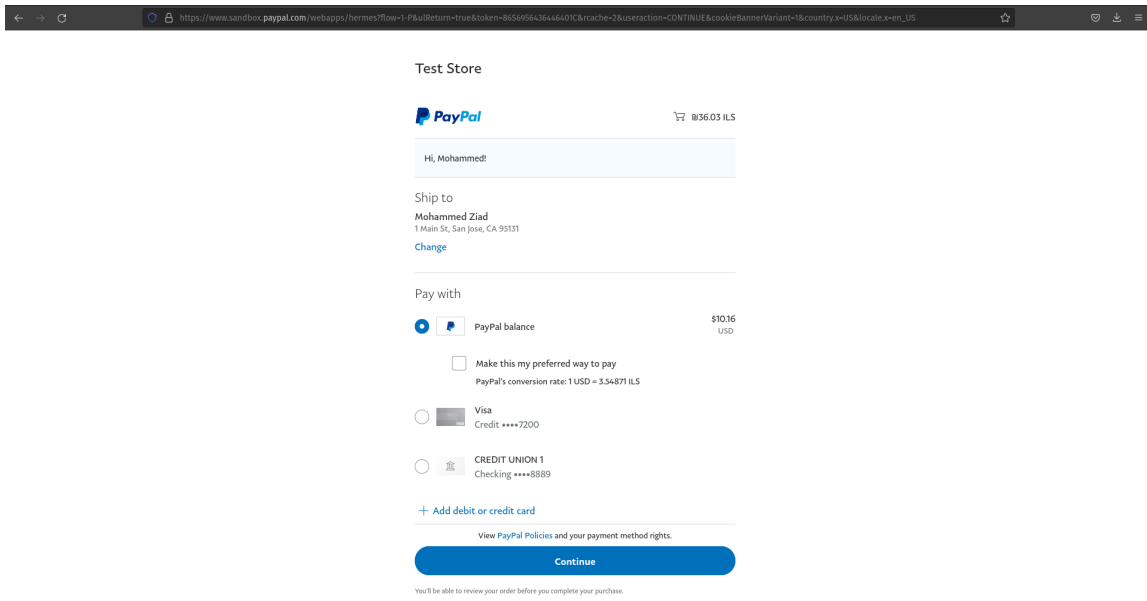 https://www.sandbox.paypal.com/webapps/hermes?flow=1-P&ulReturn=true&token=8656956436446401C&rcache=2&useraction=CONTINUE&cookieBannerVariant=1&country.x=US&locale.x=en_US
Test Store
PayPal
₪36.03 ILS
Hi, Mohammed!
Ship to
Mohammed Ziad
1 Main St, San Jose, CA 95131
Change
Pay with
PayPal balance
$10.16
USD
Make this my preferred way to pay
PayPal's conversion rate: 1 USD = 3.54871 ILS
Visa
Credit ••••7200
CREDIT UNION 1
Checking ••••8889
+ Add debit or credit card
View PayPal Policies and your payment method rights.
Continue
You'll be able to review your order before you complete your purchase.